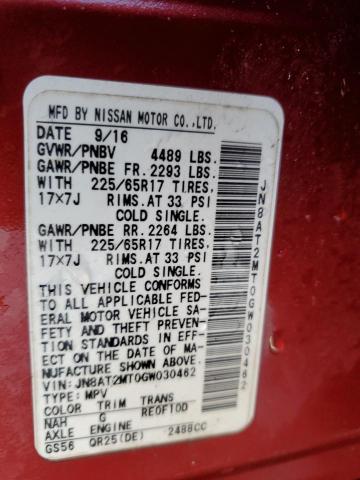 MFD BY NISSAN MOTOR CO.,LTD.
DATE 9/16
GVWR/PNBV 4489 LBS.
GAWR/PNBE FR. 2293 LBS.
WITH 225/65R17 TIRES,
17×7J RIMS.AT 33 PSI
COLD SINGLE.
GAWR/PNBE RR. 2264 LBS.
WITH 225/65R17 TIRES,
17×7J RIMS.AT 33 PSI
COLD SINGLE.
THIS VEHICLE CONFORMS
TO ALL APPLICABLE FED-
ERAL MOTOR VEHICLE SA-
FETY AND THEFT PREVEN-
TION STANDARDS IN EFF-
ECT ON THE DATE OF MA-
NUFACTURE SHOWN ABOVE.
VIN:JN8AT2MT0GW030462
TYPE:MPV
COLOR TRIM TRANS
NAH G RE0F10D
AXLE ENGINE
GS56 QR25(DE) 2488CC
JN8AT2MT0GW030462